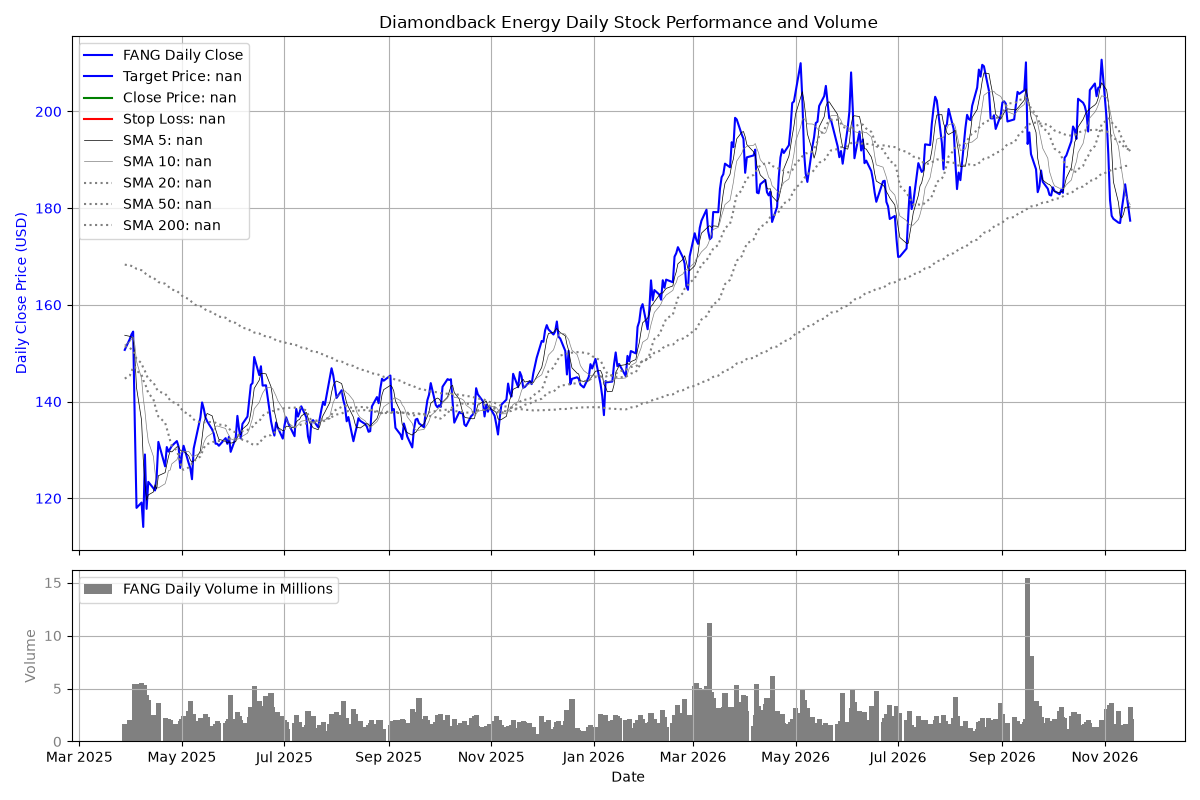 Diamondback Energy Daily Stock Performance and Volume
FANG Daily Close
Target Price: nan
Close Price: nan
Stop Loss: nan
SMA 5: nan
SMA 10: nan
SMA 20: nan
SMA 50: nan
SMA 200: nan
Daily Close Price (USD)
200
180
160
140
120
FANG Daily Volume in Millions
Volume
15
10
5
0
Mar 2025 May 2025 Jul 2025 Sep 2025 Nov 2025 Jan 2026 Mar 2026 May 2026 Jul 2026 Sep 2026 Nov 2026
Date